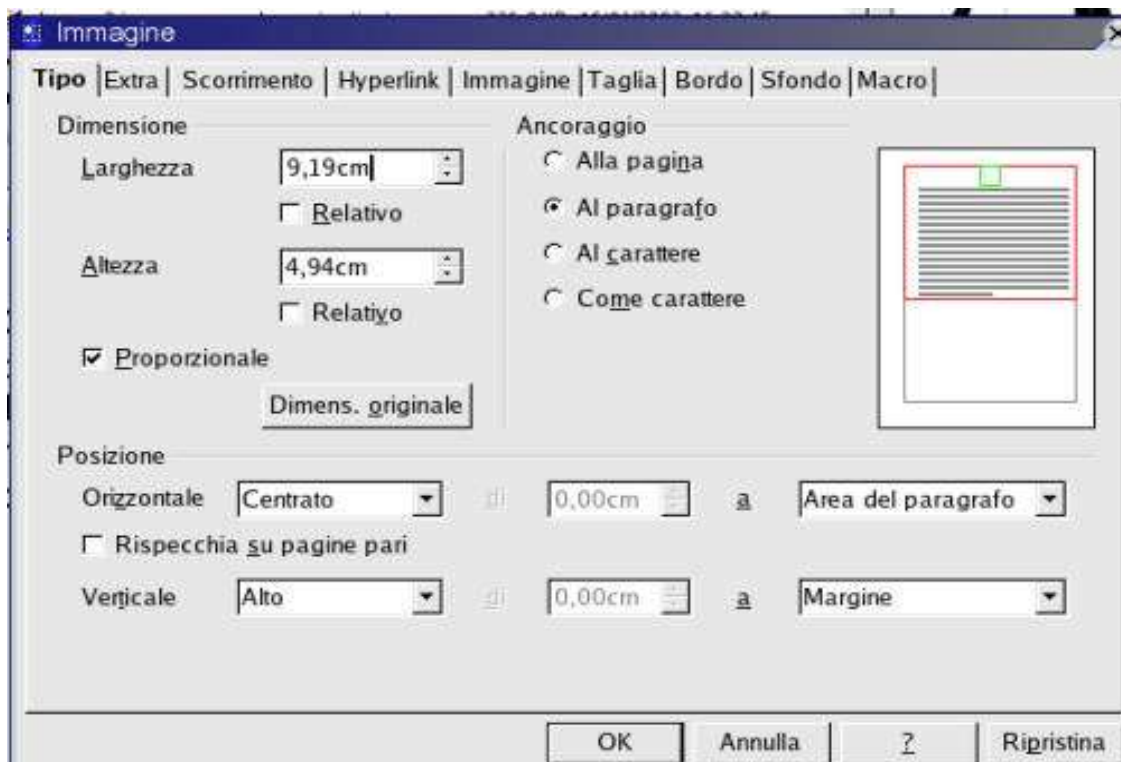 Immagine
Tipo Extra Scorrimento Hyperlink Immagine Taglia Bordo Sfondo Macro
Dimensione
Larghezza 9,19cm
Relativo
Altezza 4,94cm
Relativo
Proporzionale
Dimens. originale
Ancoraggio
Alla pagina
Al paragrafo
Al carattere
Come carattere
Posizione
Orizzontale Centrato di 0,00cm a Area del paragrafo
Rispecchia su pagine pari
Verticale Alto di 0,00cm a Margine
OK Annulla ? Ripristina